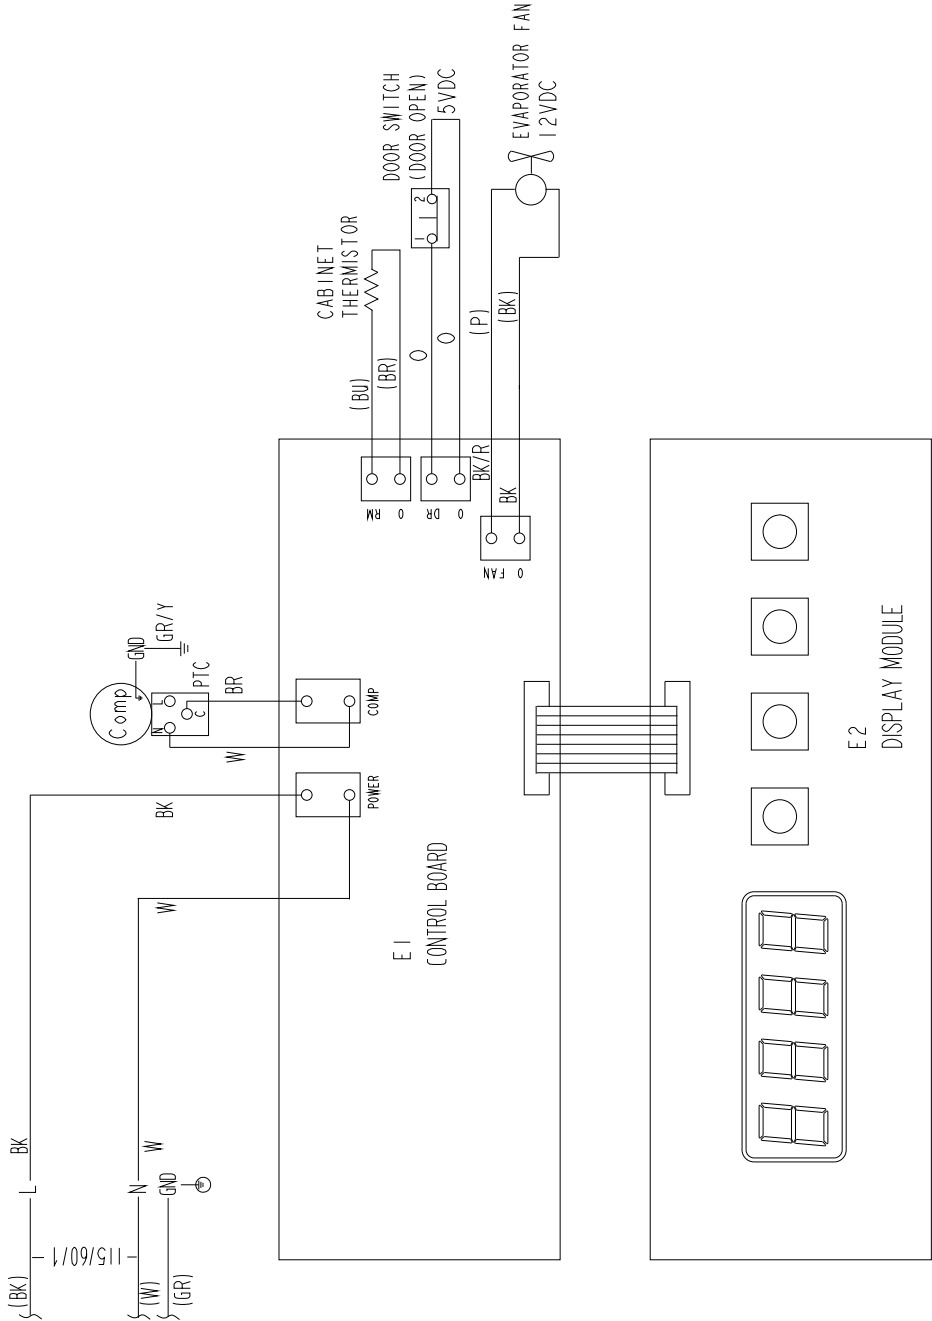 EVAPORATOR FAN
12VDC
DOOR SWITCH
(DOOR OPEN)
5VDC
1 2
CABINET
THERMISTOR
(BU)
(BR)
O
O
(P)
(BK)
BK/R
BK
RM
O
DR
O
FAN
O
Comp
GND
GR/Y
N
L
C
PTC
BR
W
COMP
POWER
BK
W
E1
CONTROL BOARD
E2
DISPLAY MODULE
BK
W
L
N
GND
115/60/1
(BK)
(W)
(GR)